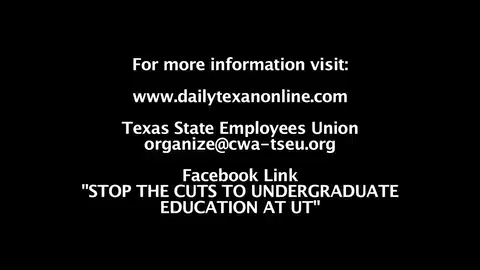 For more information visit:
www.dailytexanonline.com
Texas State Employees Union
organize@cwa-tseu.org
Facebook Link
"STOP THE CUTS TO UNDERGRADUATE
EDUCATION AT UT"